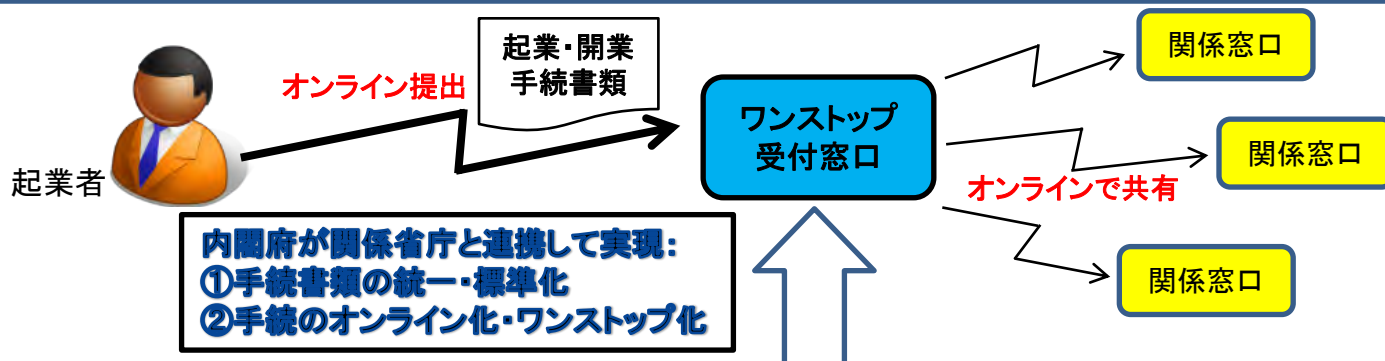 起業・開業
手続書類
オンライン提出
起業者
ワンストップ
受付窓口
関係窓口
関係窓口
オンラインで共有
関係窓口
内閣府が関係省庁と連携して実現：
①手続書類の統一・標準化
②手続のオンライン化・ワンストップ化